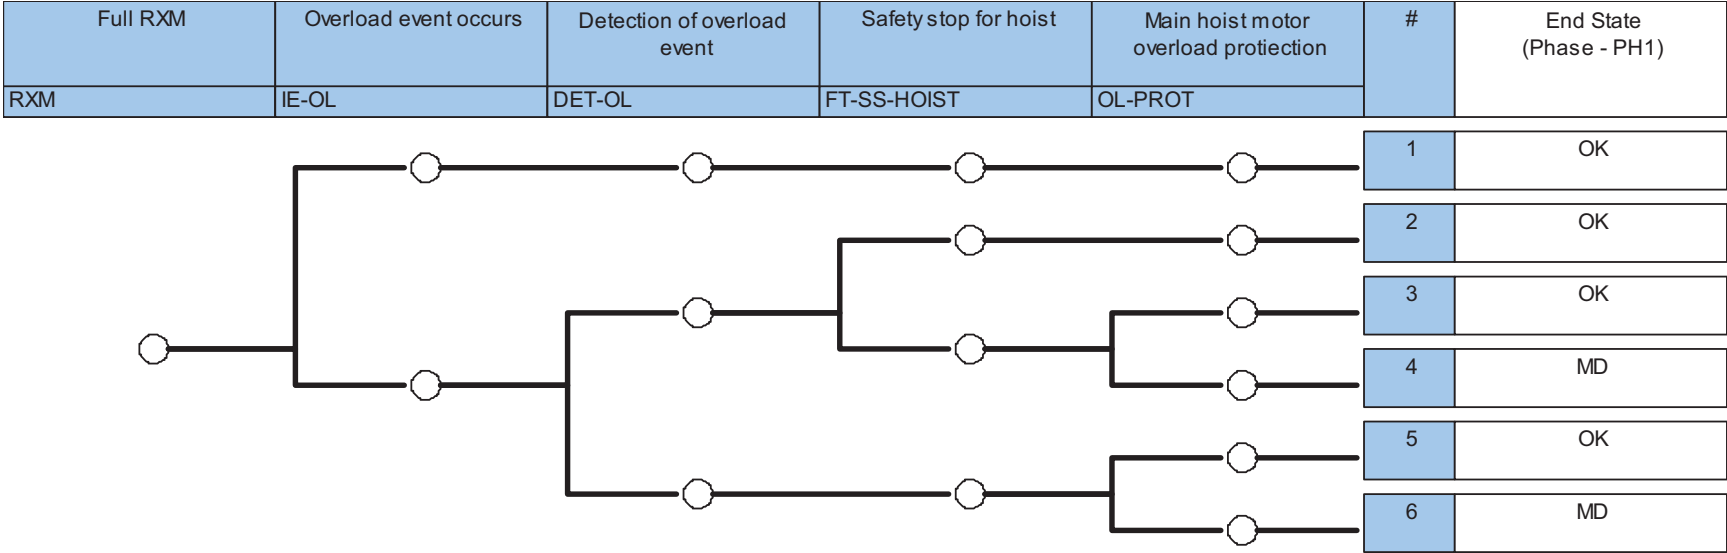 Full RXM
Overload event occurs
Detection of overload
event
Safety stop for hoist
Main hoist motor
overload protiection
#
End State
(Phase - PH1)
RXM
IE-OL
DET-OL
FT-SS-HOIST
OL-PROT
1
OK
2
OK
3
OK
4
MD
5
OK
6
MD